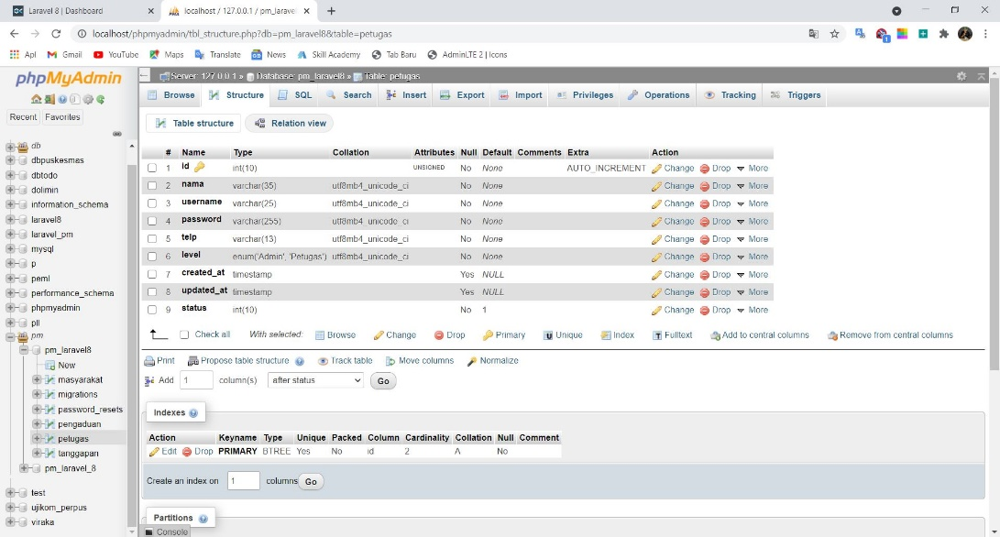 Laravel 8 | Dashboard
localhost / 127.0.0.1 / pm_laravel
localhost/phpmyadmin/tbl_structure.php?db=pm_laravel8&table=petugas
Apl Gmail YouTube Maps Translate News Skill Academy Tab Baru AdminLTE 2 | Icons
phpMyAdmin
Recent Favorites
db
dbpuskesmas
dbtodo
dolimin
information_schema
laravel8
laravel_pm
mysql
p
peml
performance_schema
phpmyadmin
pll
pm
pm_laravel8
New
masyarakat
migrations
password_resets
pengaduan
petugas
tanggapan
pm_laravel_8
test
ujikom_perpus
viraka
Server: 127.0.0.1 » Database: pm_laravel8 » Table: petugas
Browse Structure SQL Search Insert Export Import Privileges Operations Tracking Triggers
Table structure Relation view
# Name Type Collation Attributes Null Default Comments Extra Action
1 id int(10) UNSIGNED No None AUTO_INCREMENT Change Drop More
2 nama varchar(35) utf8mb4_unicode_ci No None Change Drop More
3 username varchar(25) utf8mb4_unicode_ci No None Change Drop More
4 password varchar(255) utf8mb4_unicode_ci No None Change Drop More
5 telp varchar(13) utf8mb4_unicode_ci No None Change Drop More
6 level enum('Admin', 'Petugas') utf8mb4_unicode_ci No None Change Drop More
7 created_at timestamp Yes NULL Change Drop More
8 updated_at timestamp Yes NULL Change Drop More
9 status int(10) No 1 Change Drop More
Check all With selected: Browse Change Drop Primary Unique Index Fulltext Add to central columns Remove from central columns
Print Propose table structure Track table Move columns Normalize
Add 1 column(s) after status Go
Indexes
Action Keyname Type Unique Packed Column Cardinality Collation Null Comment
Edit Drop PRIMARY BTREE Yes No id 2 A No
Create an index on 1 columns Go
Partitions
Console